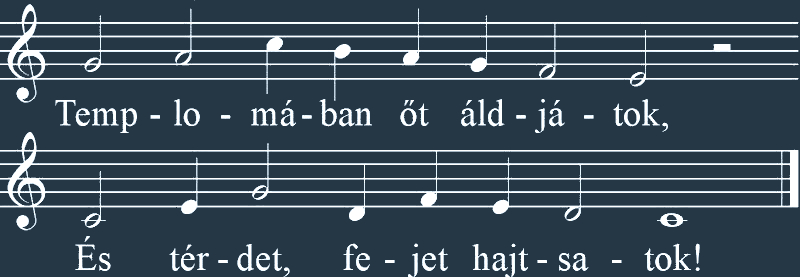 Temp - lo - má - ban őt áld - já - tok,
És tér - det, fe - jet hajt - sa - tok!